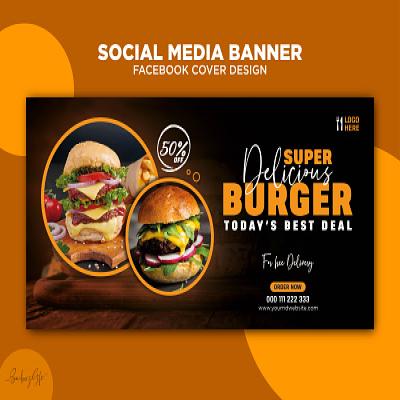 SOCIAL MEDIA BANNER
FACEBOOK COVER DESIGN
LOGO
HERE
50%
OFF
SUPER
Delicious
BURGER
TODAY'S BEST DEAL
For free Delivery
ORDER NOW
000 111 222 333
www.yourmdwebsite.com